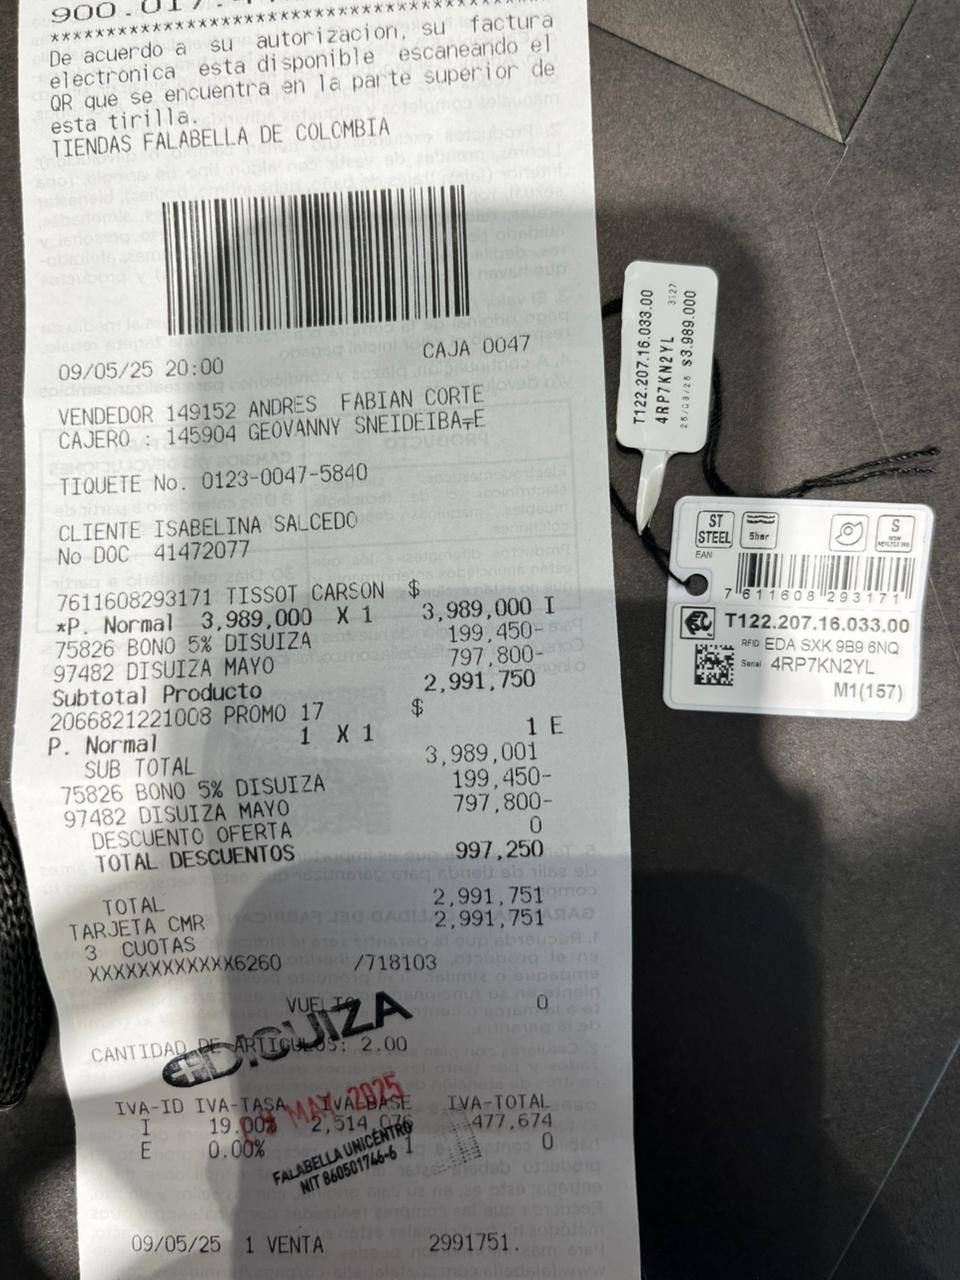 900.017.4
****************************************
De acuerdo a su autorizacion, su factura
electronica esta disponible escaneando el
QR que se encuentra en la parte superior de
esta tirilla.
TIENDAS FALABELLA DE COLOMBIA
09/05/25 20:00 CAJA 0047
VENDEDOR 149152 ANDRES FABIAN CORTE
CAJERO : 145904 GEOVANNY SNEIDEIBA E
TIQUETE No. 0123-0047-5840
CLIENTE ISABELINA SALCEDO
No DOC 41472077
7611608293171 TISSOT CARSON $
*P. Normal 3,989,000 X 1 3,989,000 I
75826 BONO 5% DISUIZA 199,450-
97482 DISUIZA MAYO 797,800-
Subtotal Producto 2,991,750
2066821221008 PROMO 17 $
P. Normal 1 X 1 1 E
SUB TOTAL 3,989,001
75826 BONO 5% DISUIZA 199,450-
97482 DISUIZA MAYO 797,800-
DESCUENTO OFERTA 0
TOTAL DESCUENTOS 997,250
TOTAL 2,991,751
TARJETA CMR 2,991,751
3 CUOTAS
XXXXXXXXXXXX6260 /718103
VUELTO 0
DISUIZA
CANTIDAD DE ARTICULOS: 2.00
IVA-ID IVA-TASA IVA-BASE IVA-TOTAL
I 19.00% 2,514,076 477,674
E 0.00% 1 0
MAY 2025
FALABELLA UNICENTRO
NIT 860501746-6
09/05/25 1 VENTA 2991751.
T122.207.16.033.00
4RP7KN2YL 3127
25/03/25 $3.989.000
ST STEEL
5bar
S
NON REFLECTING
EAN
7 611608 293171
T122.207.16.033.00
RFID EDA SXK 9B9 6NQ
Serial 4RP7KN2YL
M1(157)